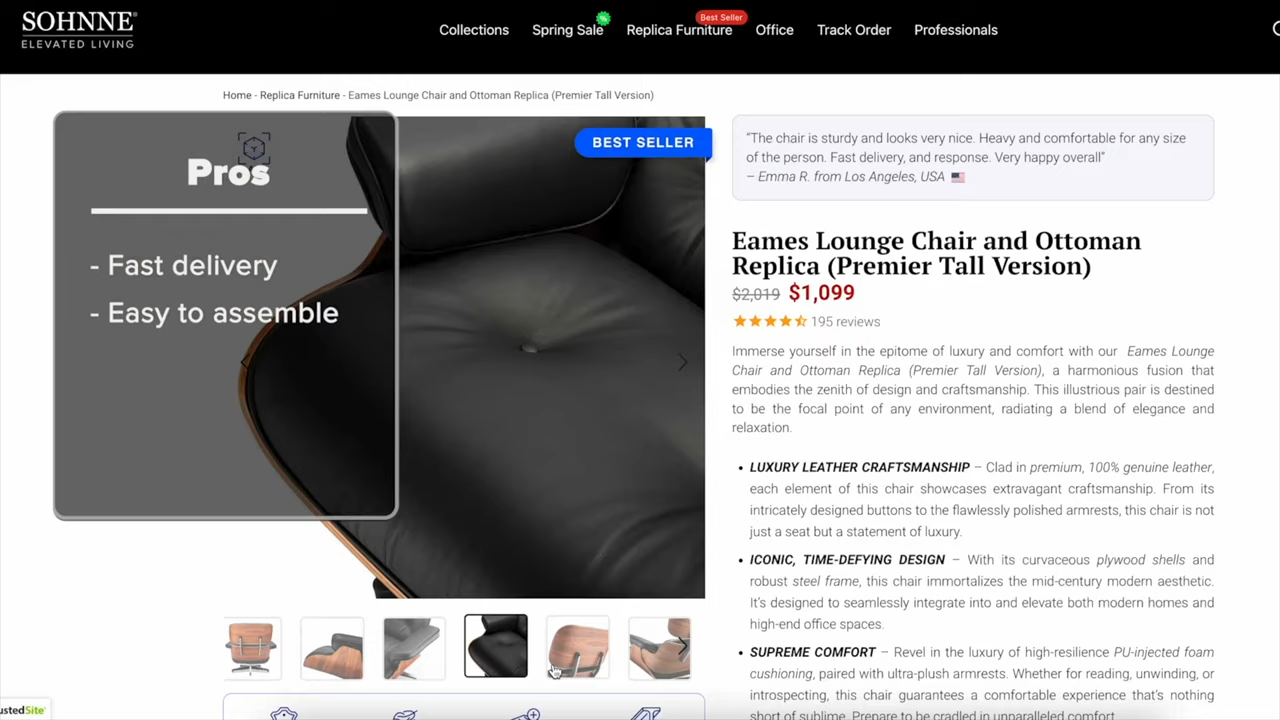 SOHNNE®
ELEVATED LIVING
Collections
Spring Sale
%
Replica Furniture
Best Seller
Office
Track Order
Professionals
Home - Replica Furniture - Eames Lounge Chair and Ottoman Replica (Premier Tall Version)
Pros
- Fast delivery
- Easy to assemble
BEST SELLER
“The chair is sturdy and looks very nice. Heavy and comfortable for any size
of the person. Fast delivery and response. Very happy overall”
– Emma R. from Los Angeles, USA
Eames Lounge Chair and Ottoman
Replica (Premier Tall Version)
$2,019 $1,099
195 reviews
Immerse yourself in the epitome of luxury and comfort with our Eames Lounge
Chair and Ottoman Replica (Premier Tall Version), a harmonious fusion that
embodies the zenith of design and craftsmanship. This illustrious pair is destined
to be the focal point of any environment, radiating a blend of elegance and
relaxation.
• LUXURY LEATHER CRAFTSMANSHIP – Clad in premium, 100% genuine leather,
each element of this chair showcases extravagant craftsmanship. From its
intricately designed buttons to the flawlessly polished armrests, this chair is not
just a seat but a statement of luxury.
• ICONIC, TIME-DEFYING DESIGN – With its curvaceous plywood shells and
robust steel frame, this chair immortalizes the mid-century modern aesthetic.
It’s designed to seamlessly integrate into and elevate both modern homes and
high-end office spaces.
• SUPREME COMFORT – Revel in the luxury of high-resilience PU-injected foam
cushioning, paired with ultra-plush armrests. Whether for reading, unwinding, or
introspecting, this chair guarantees a comfortable experience that’s nothing
short of sublime. Prepare to be cradled in unparalleled comfort.
ustedSite